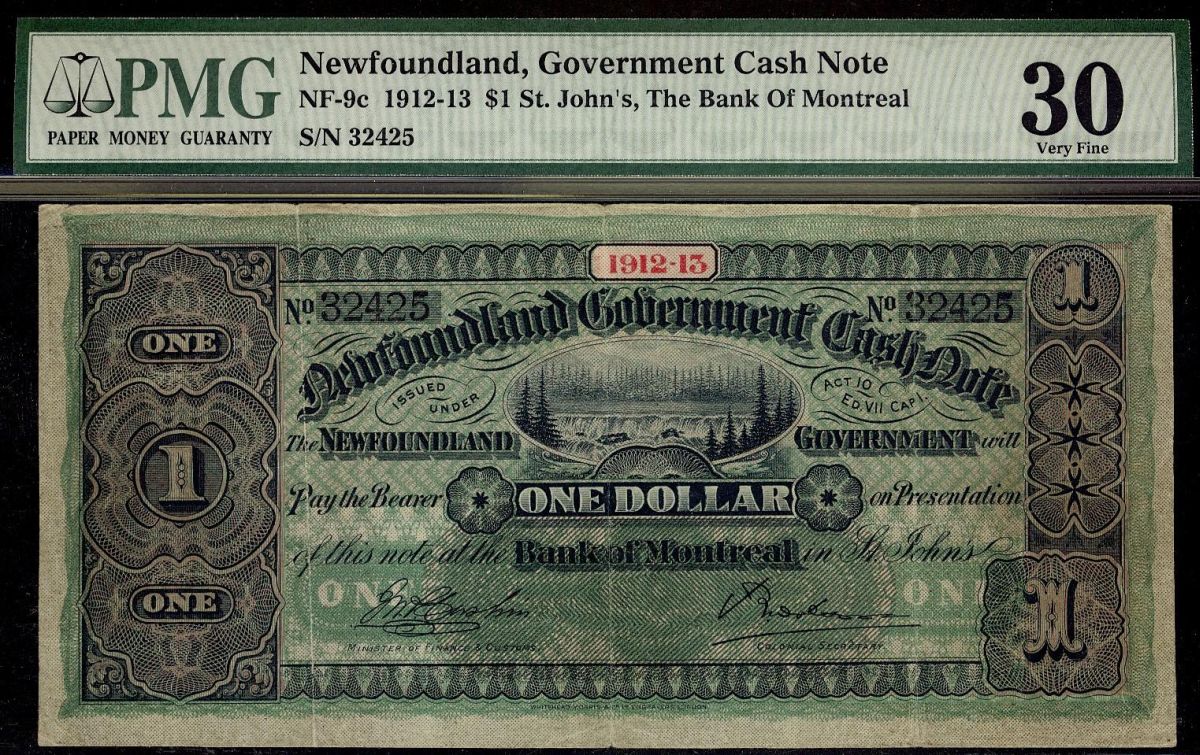 PMG
PAPER MONEY GUARANTY
Newfoundland, Government Cash Note
NF-9c 1912-13 $1 St. John's, The Bank Of Montreal
S/N 32425
30
Very Fine
1912-13
No. 32425
No. 32425
1
Newfoundland Government Cash Note
ONE
ISSUED UNDER
ACT 10 ED. VII CAP 1.
The NEWFOUNDLAND GOVERNMENT will
1
Pay the Bearer ONE DOLLAR on Presentation
of this note at the Bank of Montreal in St. John's
ONE
ONE
ON
M
MINISTER OF FINANCE & CUSTOMS.
COLONIAL SECRETARY.